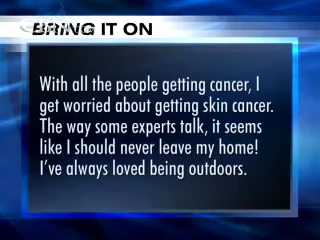 BRING IT ON
With all the people getting cancer, I
get worried about getting skin cancer.
The way some experts talk, it seems
like I should never leave my home!
I've always loved being outdoors.